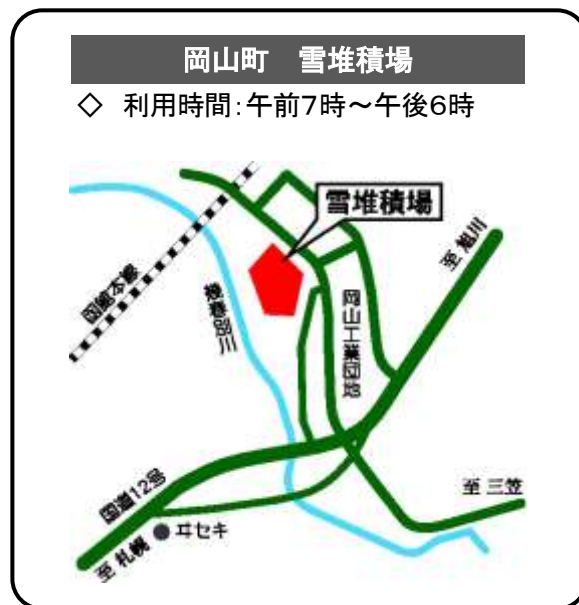 岡山町　雪堆積場
◇　利用時間：午前7時～午後6時
雪堆積場
至 旭川
函館本線
幾春別川
岡山工業団地
国道12号
至 三笠
ヰセキ
至 札幌